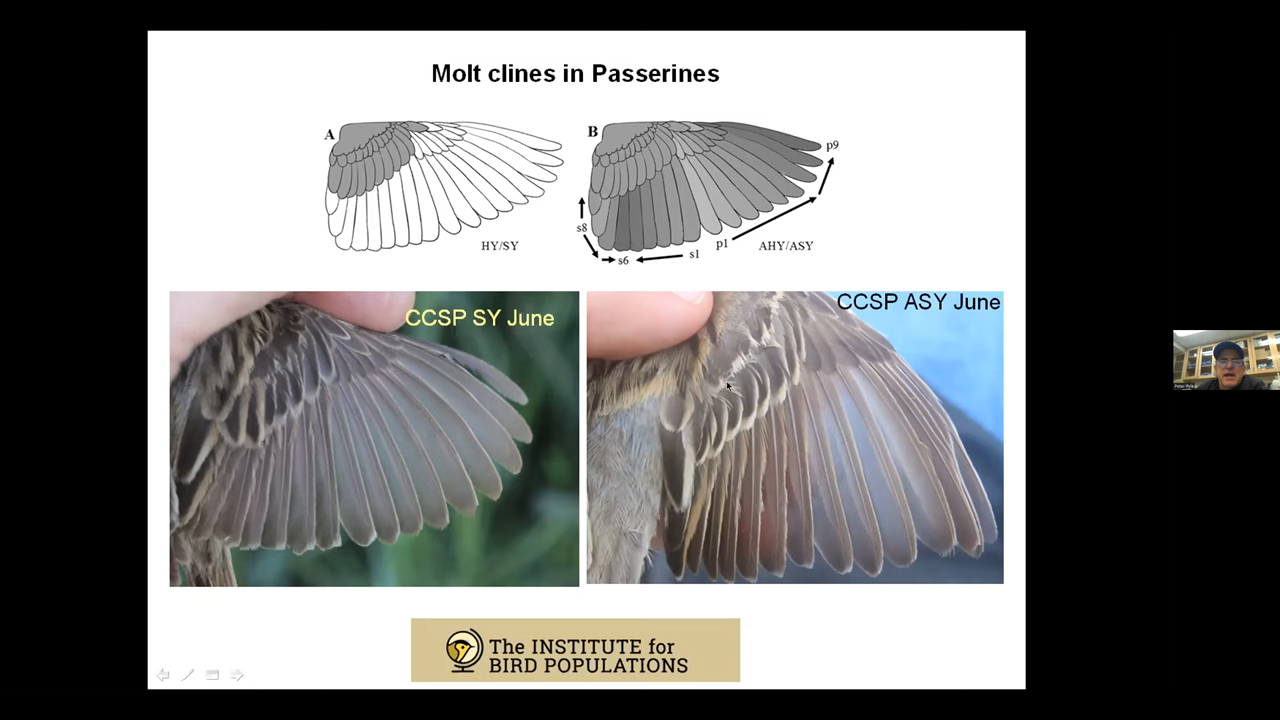 Molt clines in Passerines
A
HY/SY
B
p9
s8
s6
s1
p1
AHY/ASY
CCSP SY June
CCSP ASY June
The INSTITUTE for
BIRD POPULATIONS